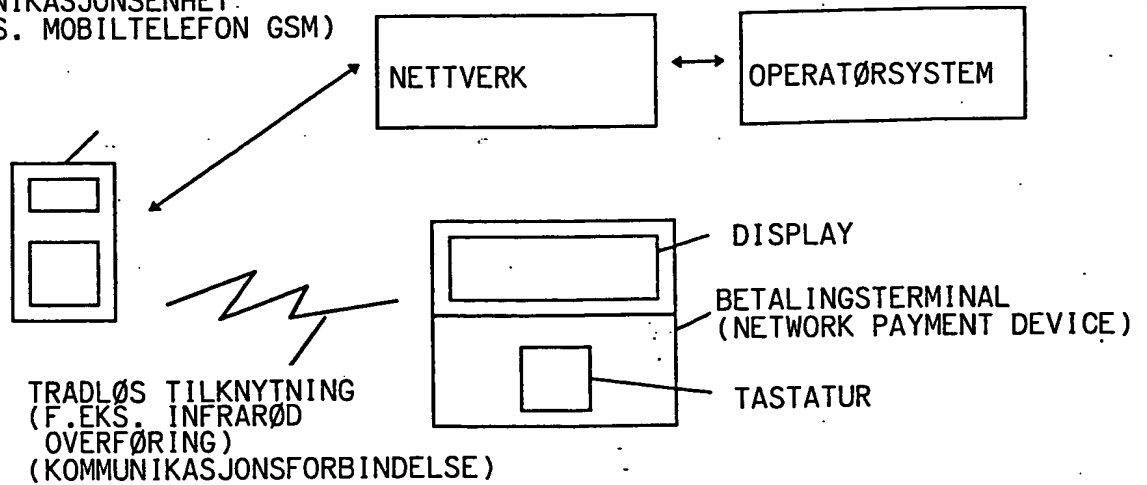 S. MOBILTELEFON GSM)
NETTVERK
OPERATØRSYSTEM
DISPLAY
BETALINGSTERMINAL
(NETWORK PAYMENT DEVICE)
TASTATUR
TRADLØS TILKNYTNING
(F.EKS. INFRARØD
OVERFØRING)
(KOMMUNIKASJONSFORBINDELSE)